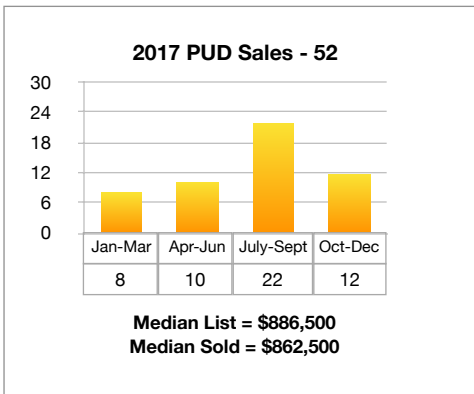 2017 PUD Sales - 52
30
24
18
12
6
0
Jan-Mar Apr-Jun July-Sept Oct-Dec
8 10 22 12
Median List = $886,500
Median Sold = $862,500